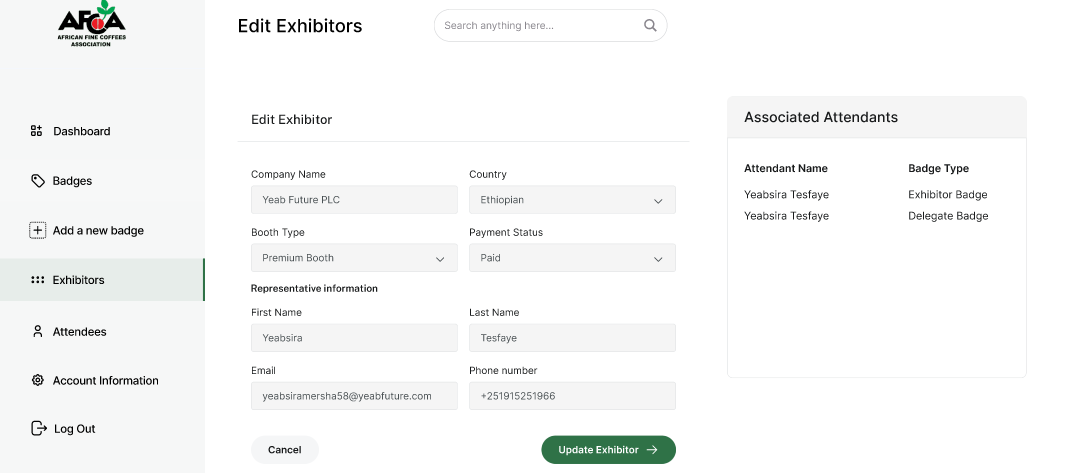 AFCA
AFRICAN FINE COFFEES
ASSOCIATION
Dashboard
Badges
Add a new badge
Exhibitors
Attendees
Account Information
Log Out
Edit Exhibitors
Search anything here...
Edit Exhibitor
Company Name
Yeab Future PLC
Country
Ethiopian
Booth Type
Premium Booth
Payment Status
Paid
Representative information
First Name
Yeabsira
Last Name
Tesfaye
Email
yeabsiramersha58@yeabfuture.com
Phone number
+251915251966
Cancel
Update Exhibitor
Associated Attendants
Attendant Name Badge Type
Yeabsira Tesfaye Exhibitor Badge
Yeabsira Tesfaye Delegate Badge